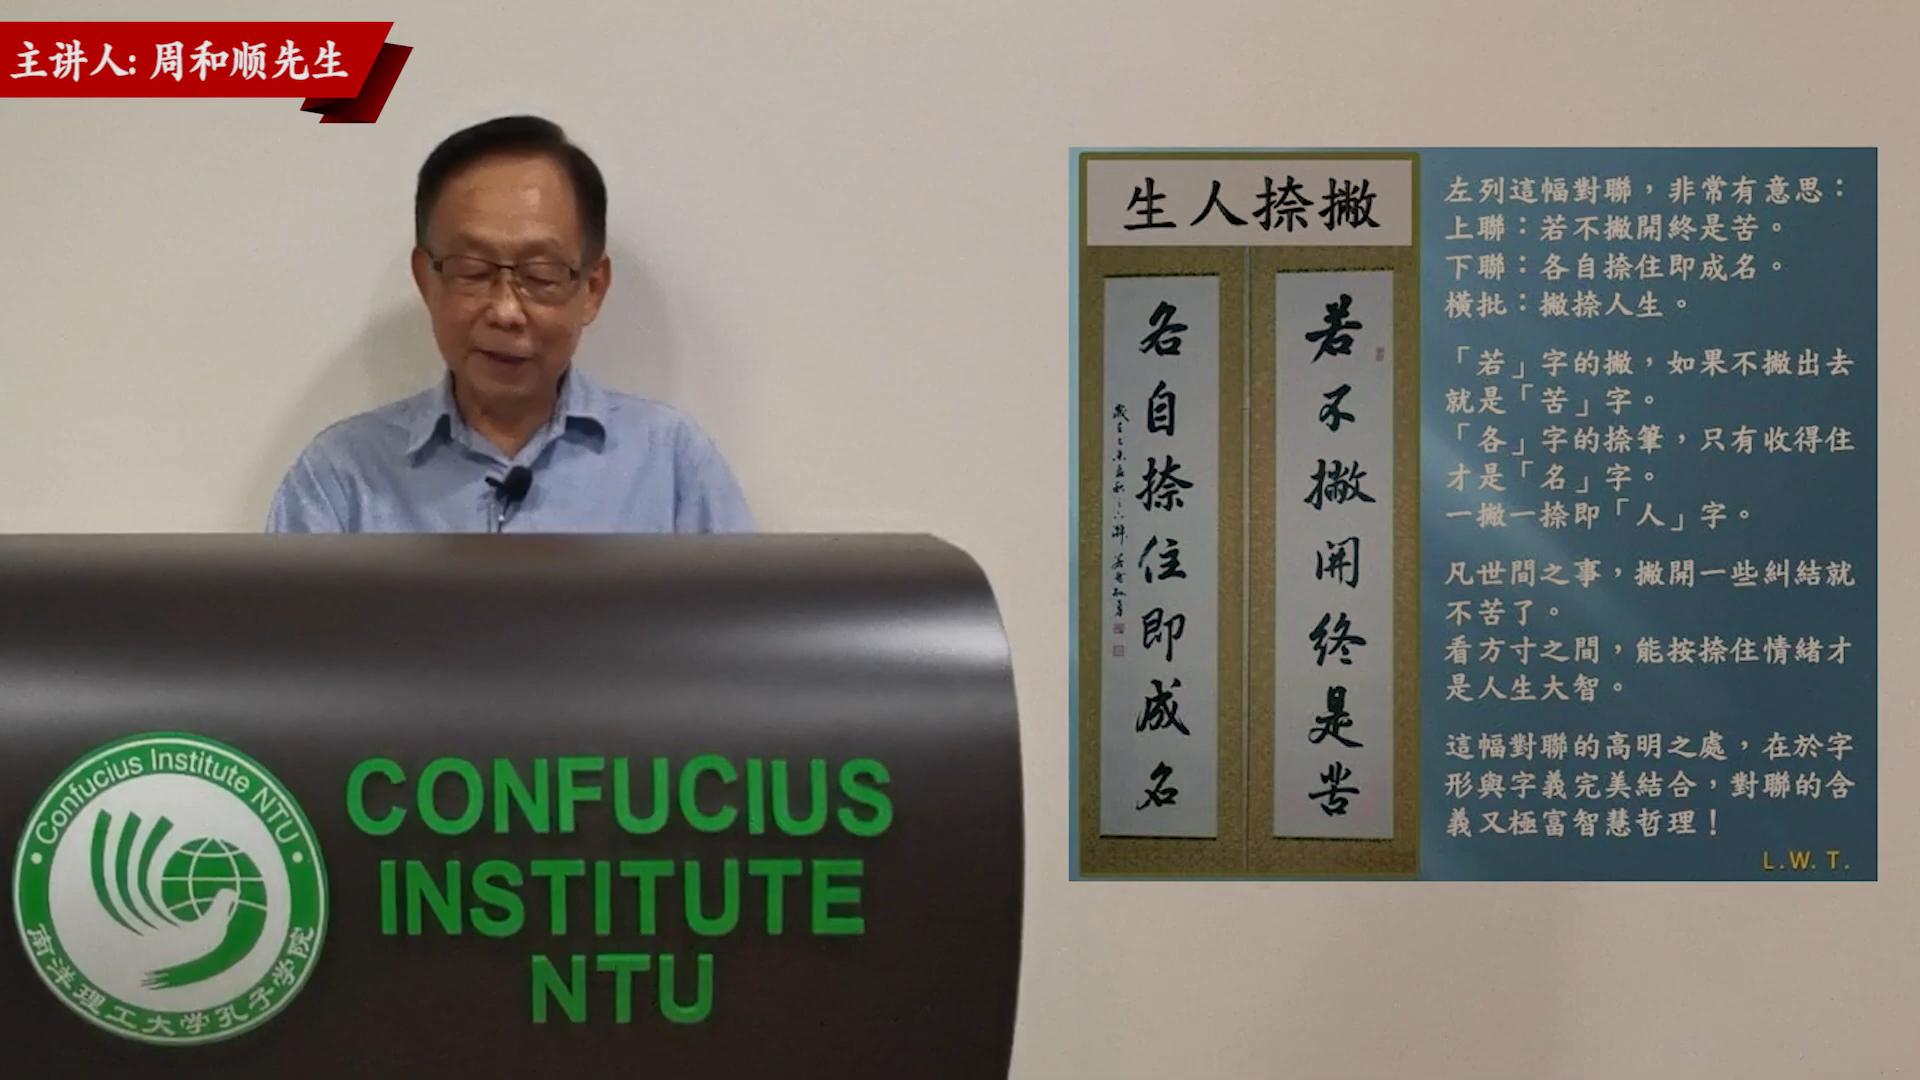 主讲人: 周和顺先生
生人捺撇
若不撇開終是苦
各自捺住即成名
左列這幅對聯，非常有意思：
上聯：若不撇開終是苦。
下聯：各自捺住即成名。
橫批：撇捺人生。
「若」字的撇，如果不撇出去
就是「苦」字。
「各」字的捺筆，只有收得住
才是「名」字。
一撇一捺即「人」字。
凡世間之事，撇開一些糾結就
不苦了。
看方寸之間，能按捺住情緒才
是人生大智。
這幅對聯的高明之處，在於字
形與字義完美結合，對聯的含
義又極富智慧哲理！
L.W.T.
Confucius Institute NTU
南洋理工大学孔子学院
CONFUCIUS
INSTITUTE
NTU